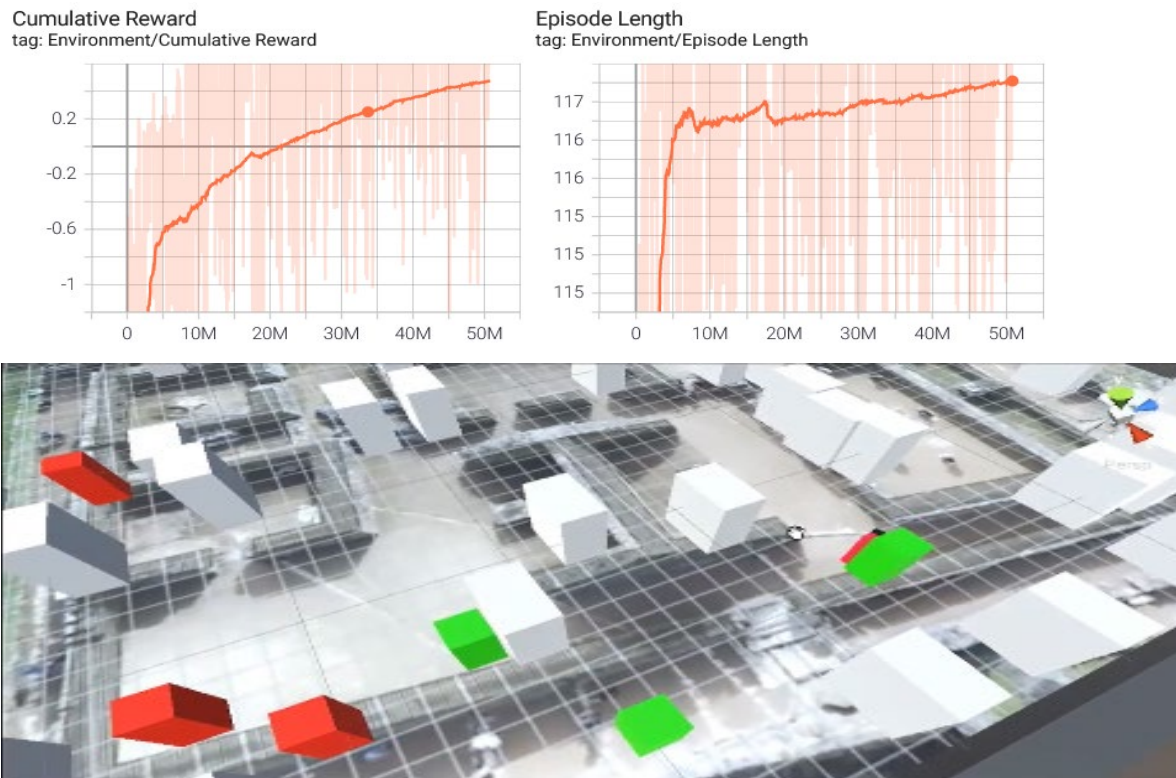 Cumulative Reward
tag: Environment/Cumulative Reward
0.2
-0.2
-0.6
-1
0
10M
20M
30M
40M
50M
Episode Length
tag: Environment/Episode Length
117
116
116
115
115
115
0
10M
20M
30M
40M
50M
Persp